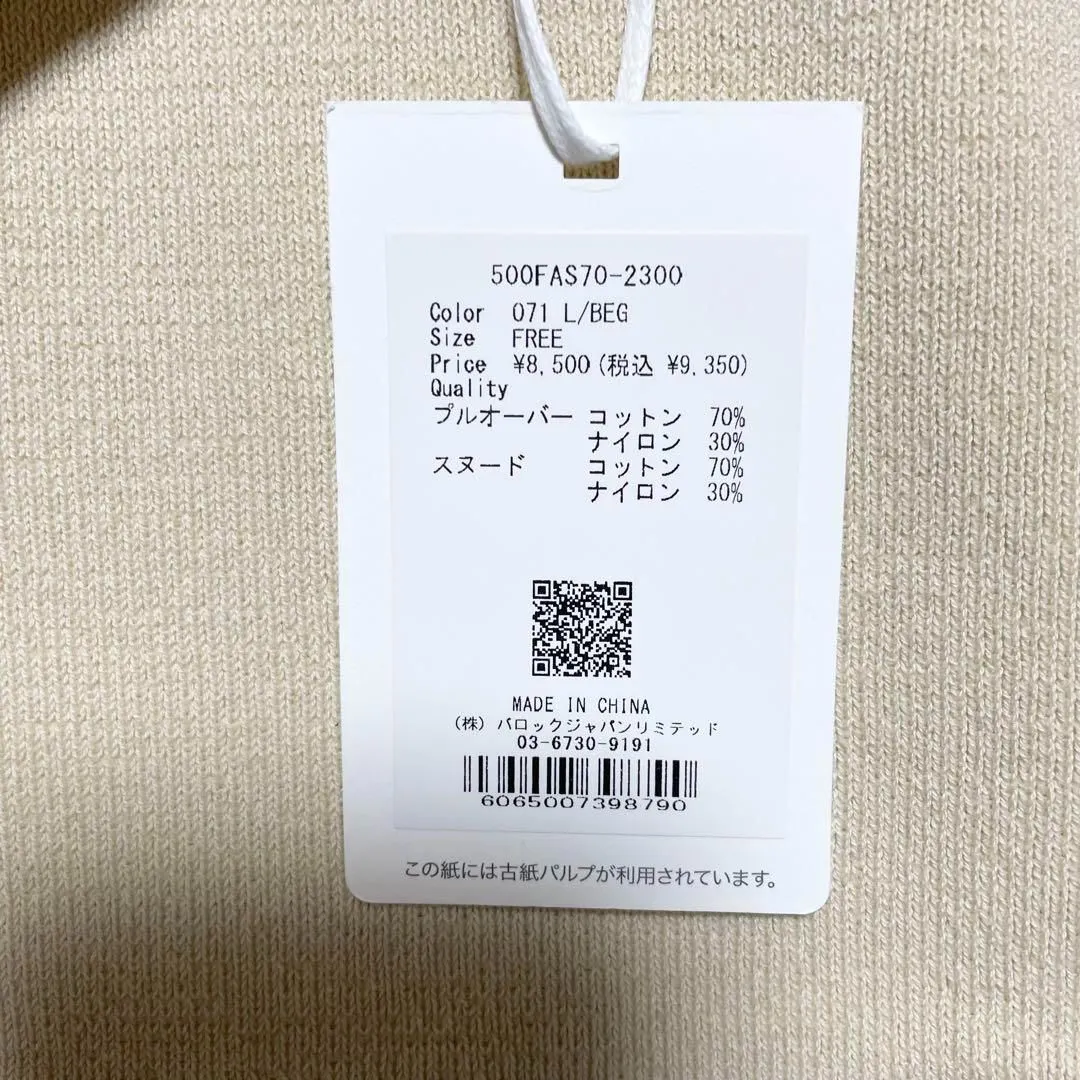 500FAS70-2300
Color 071 L/BEG
Size FREE
Price ¥8,500(税込 ¥9,350)
Quality
プルオーバー コットン 70%
ナイロン 30%
スヌード コットン 70%
ナイロン 30%
MADE IN CHINA
(株)バロックジャパンリミテッド
03-6730-9191
6065007398790
この紙には古紙パルプが利用されています。